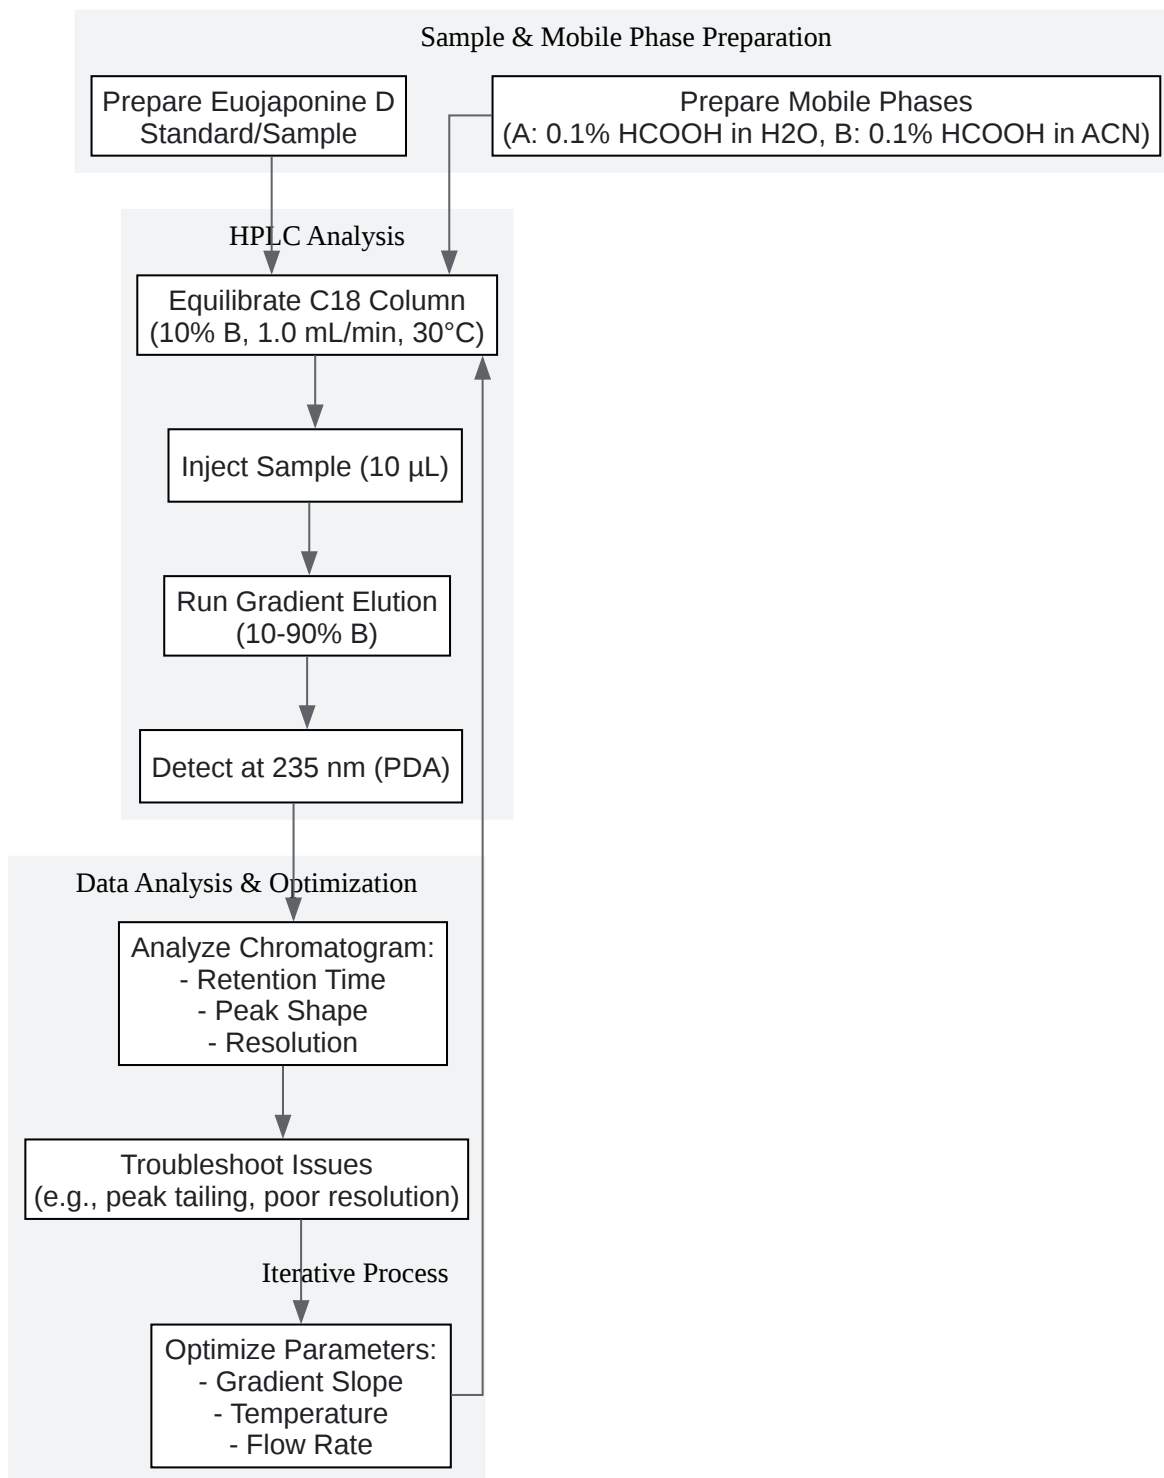 Sample & Mobile Phase Preparation
Prepare Euojaponine D
Standard/Sample
Prepare Mobile Phases
(A: 0.1% HCOOH in H2O, B: 0.1% HCOOH in ACN)
HPLC Analysis
Equilibrate C18 Column
(10% B, 1.0 mL/min, 30°C)
Inject Sample (10 µL)
Run Gradient Elution
(10-90% B)
Detect at 235 nm (PDA)
Data Analysis & Optimization
Analyze Chromatogram:
- Retention Time
- Peak Shape
- Resolution
Troubleshoot Issues
(e.g., peak tailing, poor resolution)
Iterative Process
Optimize Parameters:
- Gradient Slope
- Temperature
- Flow Rate